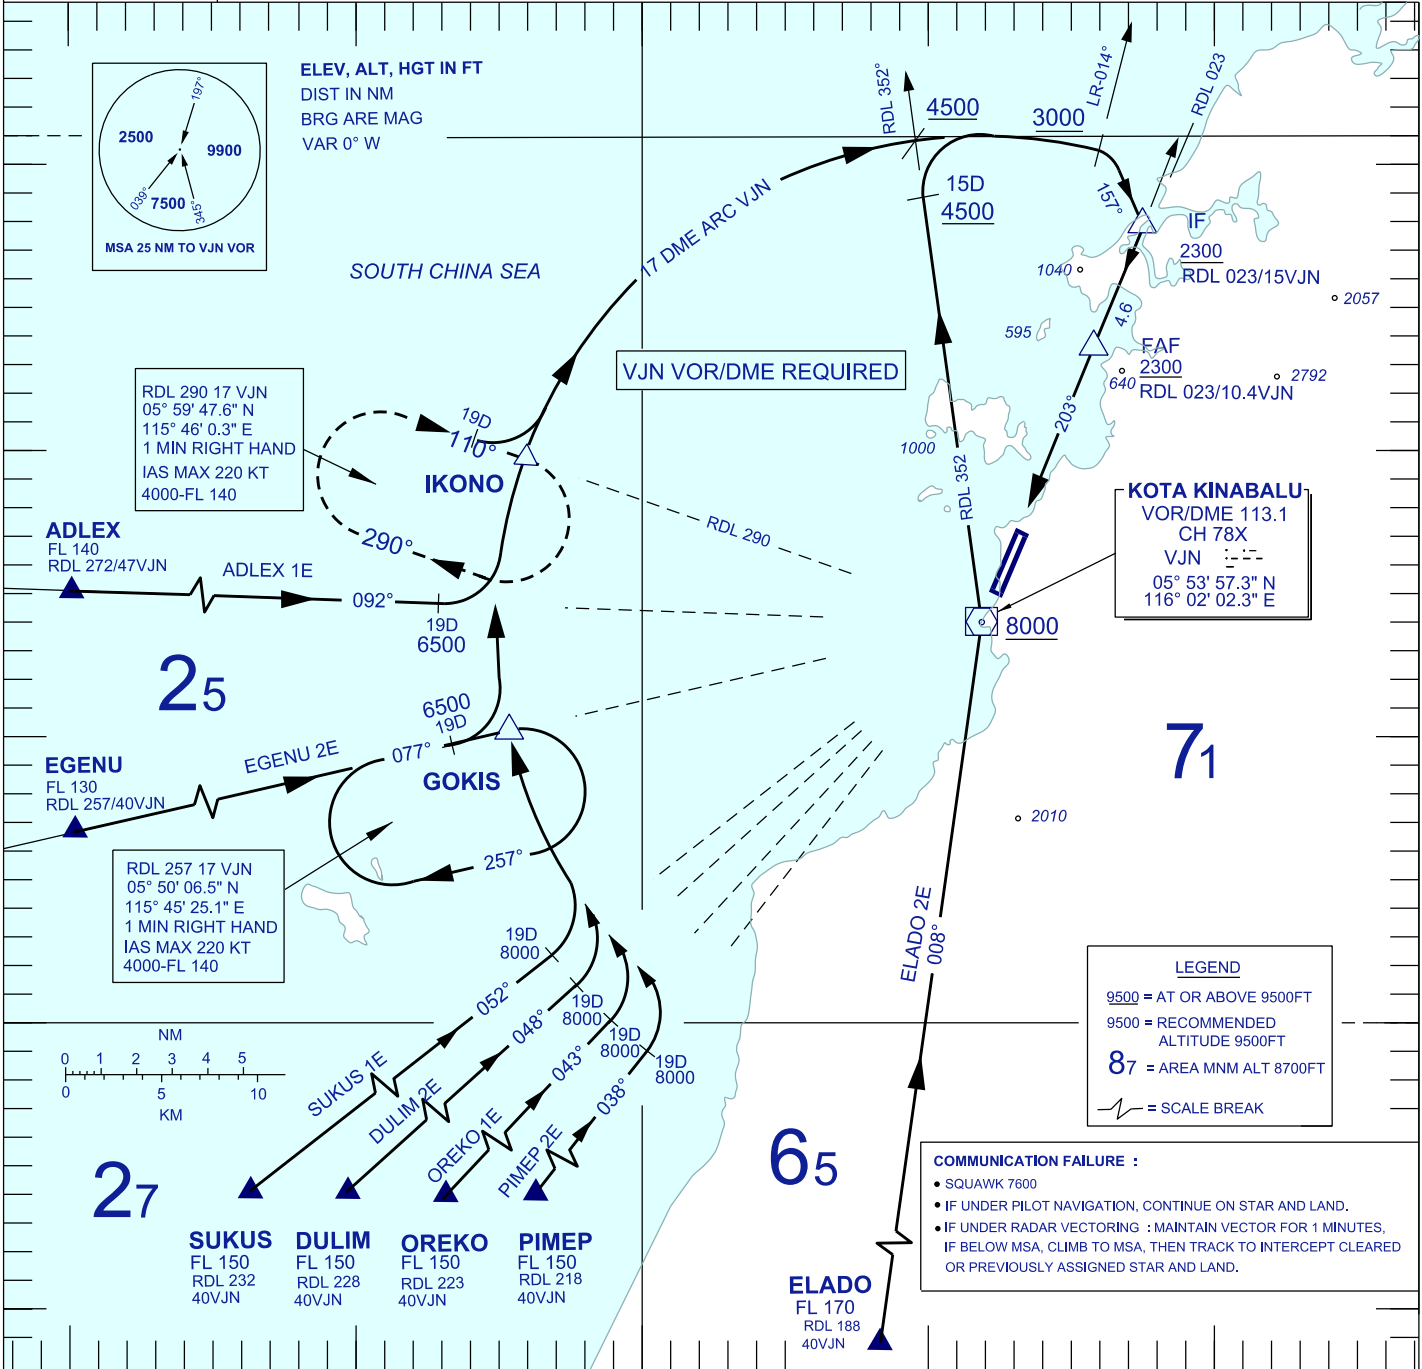 ELEV, ALT, HGT IN FT
DIST IN NM
BRG ARE MAG
VAR 0° W
197°
2500
9900
039°
7500
345°
MSA 25 NM TO VJN VOR
SOUTH CHINA SEA
17 DME ARC VJN
RDL 352°
4500
3000
LR-014°
RDL 023
15D
4500
157°
IF
2300
RDL 023/15VJN
1040
2057
595
4.6
FAF
2300
RDL 023/10.4VJN
640
2792
203°
VJN VOR/DME REQUIRED
RDL 290 17 VJN
05° 59' 47.6" N
115° 46' 0.3" E
1 MIN RIGHT HAND
IAS MAX 220 KT
4000-FL 140
19D
110°
IKONO
290°
RDL 290
1000
RDL 352
KOTA KINABALU
VOR/DME 113.1
CH 78X
VJN
05° 53' 57.3" N
116° 02' 02.3" E
8000
ADLEX
FL 140
RDL 272/47VJN
ADLEX 1E
092°
19D
6500
25
6500
19D
EGENU 2E
077°
GOKIS
EGENU
FL 130
RDL 257/40VJN
257°
71
2010
RDL 257 17 VJN
05° 50' 06.5" N
115° 45' 25.1" E
1 MIN RIGHT HAND
IAS MAX 220 KT
4000-FL 140
19D
8000
052°
19D
8000
048°
19D
8000
043°
19D
8000
038°
ELADO 2E
008°
LEGEND
9500 = AT OR ABOVE 9500FT
9500 = RECOMMENDED
ALTITUDE 9500FT
87 = AREA MNM ALT 8700FT
= SCALE BREAK
NM
0 1 2 3 4 5
0 5 10
KM
SUKUS 1E
DULIM 2E
OREKO 1E
PIMEP 2E
27
65
SUKUS
FL 150
RDL 232
40VJN
DULIM
FL 150
RDL 228
40VJN
OREKO
FL 150
RDL 223
40VJN
PIMEP
FL 150
RDL 218
40VJN
ELADO
FL 170
RDL 188
40VJN
COMMUNICATION FAILURE :
• SQUAWK 7600
• IF UNDER PILOT NAVIGATION, CONTINUE ON STAR AND LAND.
• IF UNDER RADAR VECTORING : MAINTAIN VECTOR FOR 1 MINUTES,
IF BELOW MSA, CLIMB TO MSA, THEN TRACK TO INTERCEPT CLEARED
OR PREVIOUSLY ASSIGNED STAR AND LAND.